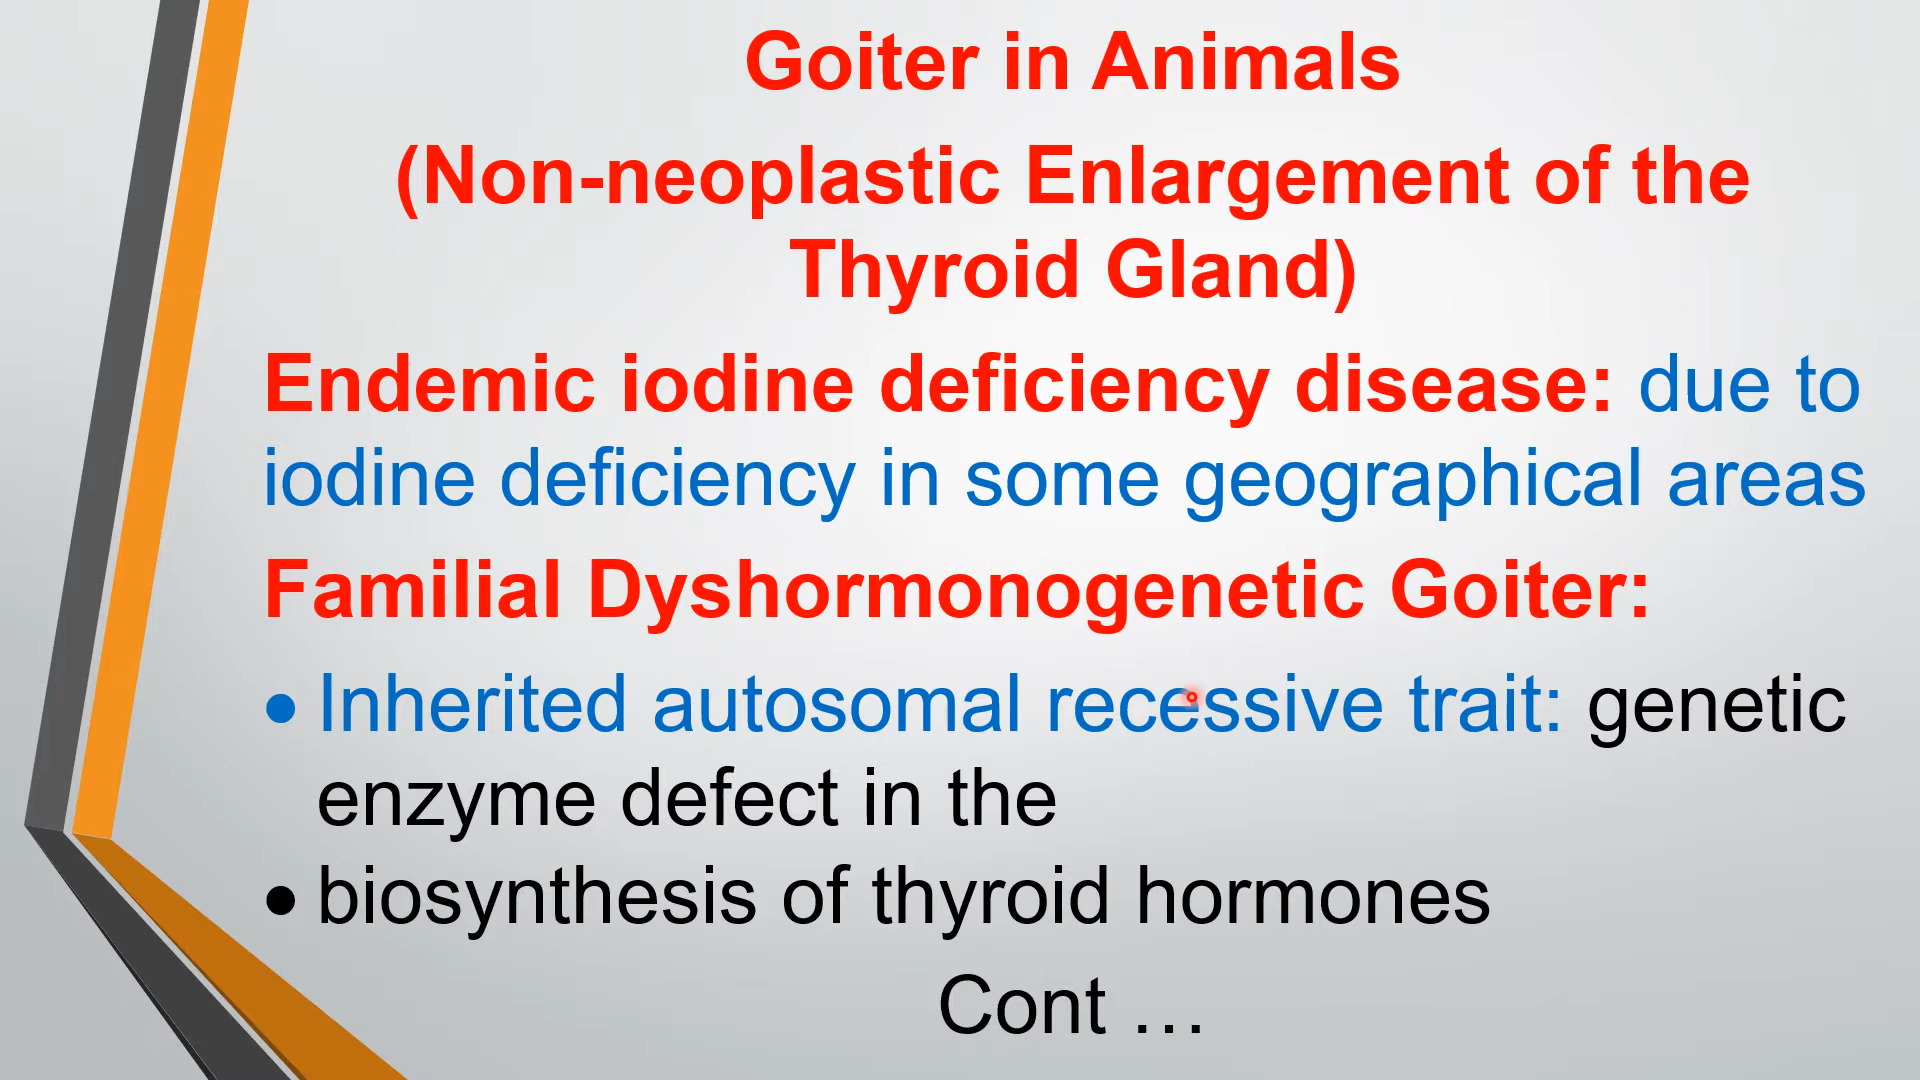 Goiter in Animals
(Non-neoplastic Enlargement of the
Thyroid Gland)
Endemic iodine deficiency disease: due to
iodine deficiency in some geographical areas
Familial Dyshormonogenetic Goiter:
• Inherited autosomal recessive trait: genetic
enzyme defect in the
• biosynthesis of thyroid hormones
Cont …